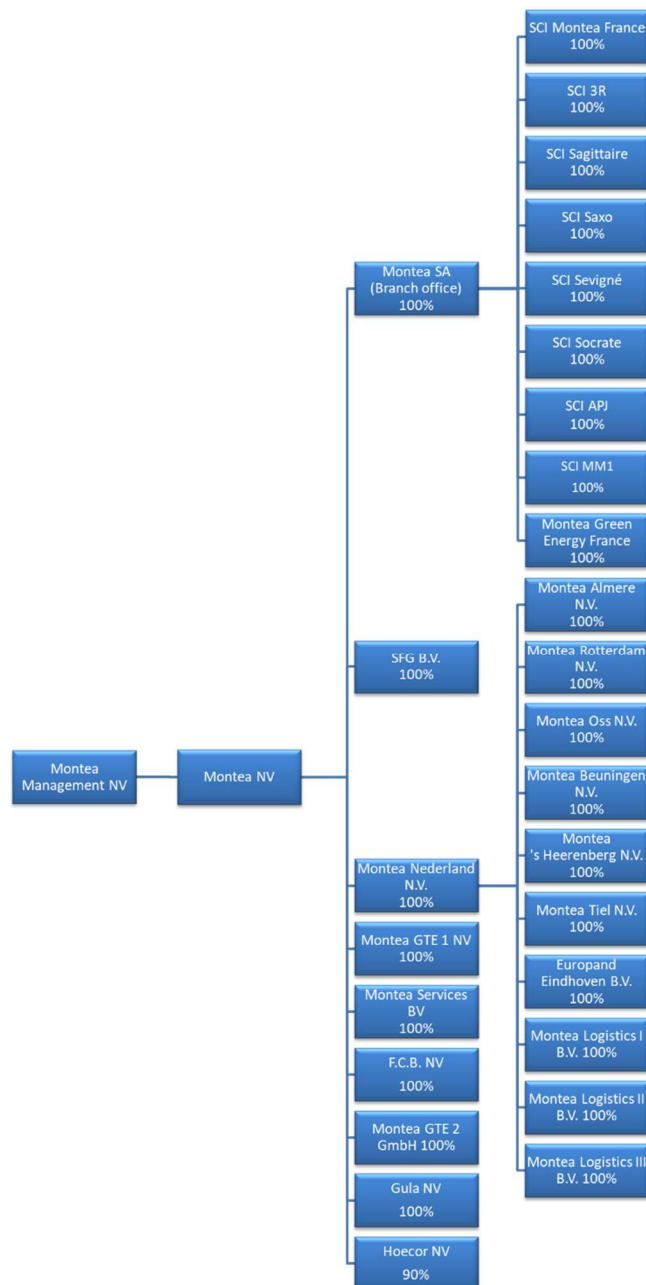 SCI Montea France
100%
SCI 3R
100%
SCI Sagittaire
100%
SCI Saxo
100%
Montea SA
(Branch office)
100%
SCI Sevigné
100%
SCI Socrate
100%
SCI APJ
100%
SCI MM1
100%
Montea Green
Energy France
100%
Montea Almere
N.V.
100%
SFG B.V.
100%
Montea Rotterdam
N.V.
100%
Montea Oss N.V.
100%
Montea
Management NV
Montea NV
Montea Beuningen
N.V.
100%
Montea Nederland
N.V.
100%
Montea
's Heerenberg N.V.
100%
Montea GTE 1 NV
100%
Montea Tiel N.V.
100%
Montea Services
BV
100%
Europand
Eindhoven B.V.
100%
F.C.B. NV
100%
Montea Logistics I
B.V. 100%
Montea GTE 2
GmbH 100%
Montea Logistics II
B.V. 100%
Gula NV
100%
Montea Logistics III
B.V. 100%
Hoecor NV
90%